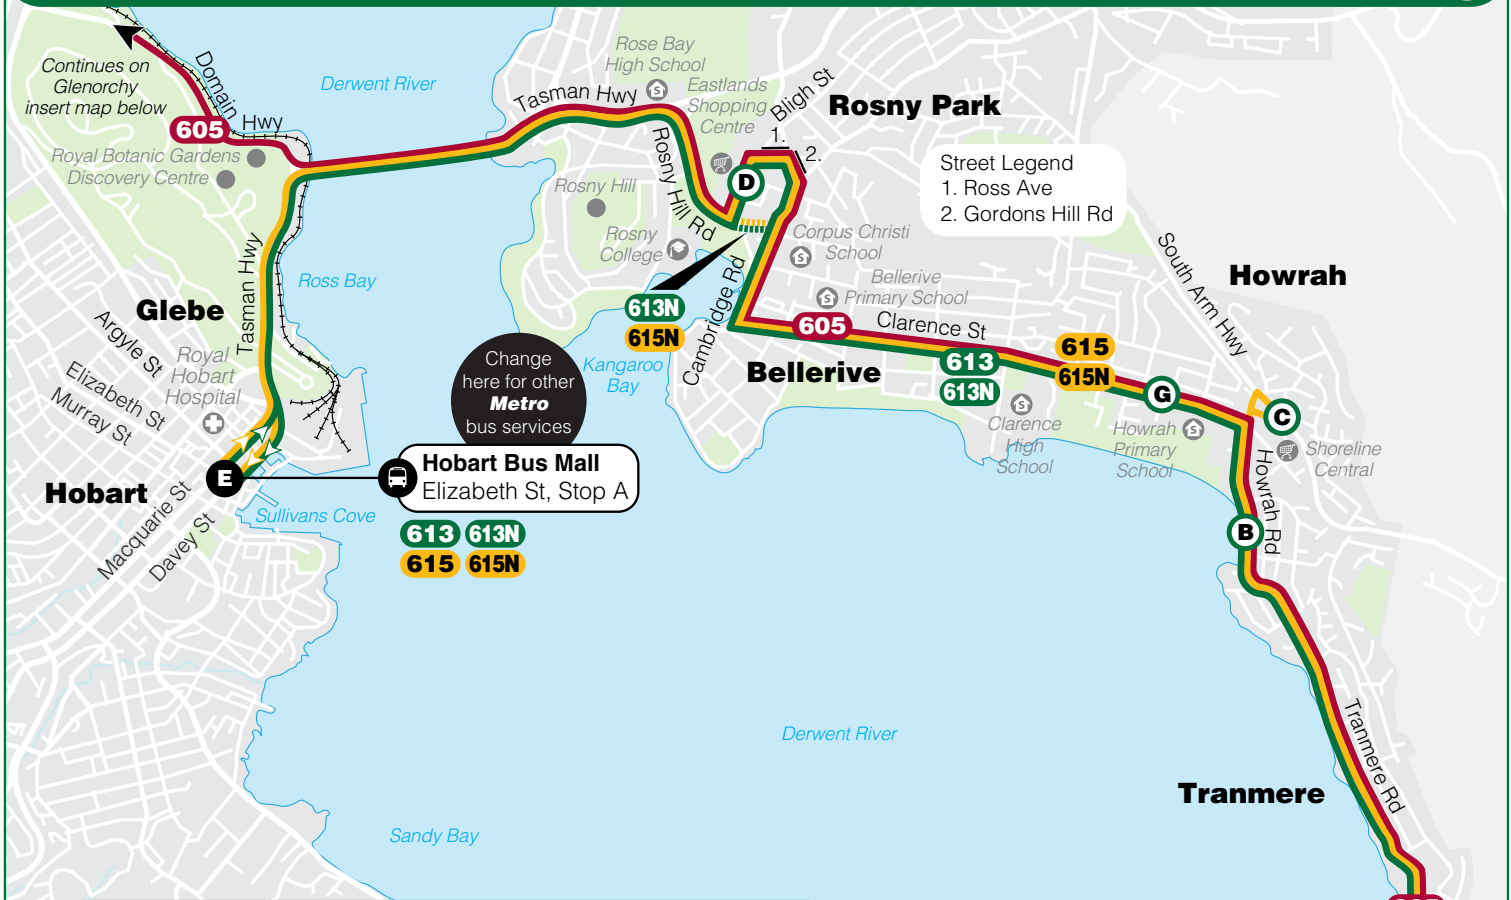 Continues on
Glenorchy
insert map below
Domain
Hwy
605
Royal Botanic Gardens
Discovery Centre
Derwent River
Tasman Hwy
Rose Bay
High School
Eastlands
Shopping
Centre
Bligh St
1.
2.
Rosny Park
Street Legend
1. Ross Ave
2. Gordons Hill Rd
D
Rosny Hill Rd
Rosny Hill
Rosny
College
Corpus Christi
School
Bellerive
Primary School
South Arm Hwy
Howrah
Tasman Hwy
Ross Bay
Glebe
Argyle St
Elizabeth St
Murray St
Royal
Hobart
Hospital
613N
615N
Cambridge Rd
605
Clarence St
Kangaroo
Bay
Bellerive
613
613N
615
615N
G
C
Clarence
High
School
Howrah
Primary
School
Shoreline
Central
Howrah Rd
B
Change
here for other
Metro
bus services
Hobart Bus Mall
Elizabeth St, Stop A
613 613N
615 615N
E
Hobart
Macquarie St
Davey St
Sullivans Cove
Derwent River
Tranmere
Tranmere Rd
Sandy Bay